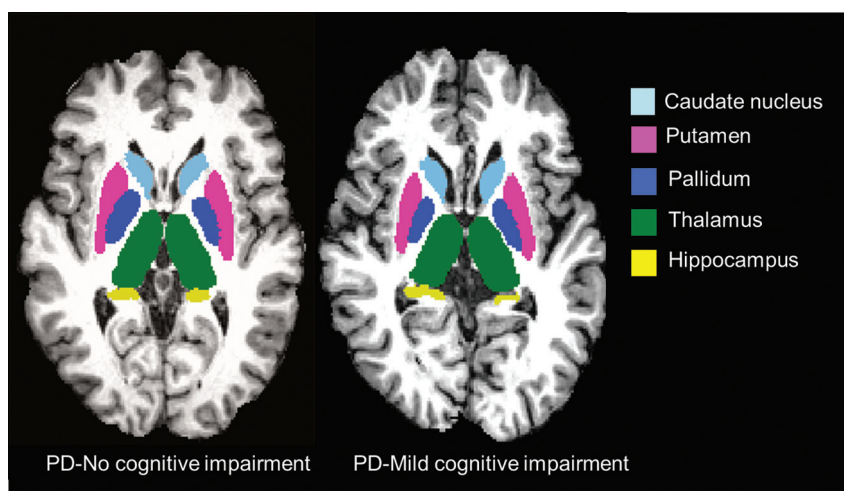 Caudate nucleus
Putamen
Pallidum
Thalamus
Hippocampus
PD-No cognitive impairment
PD-Mild cognitive impairment